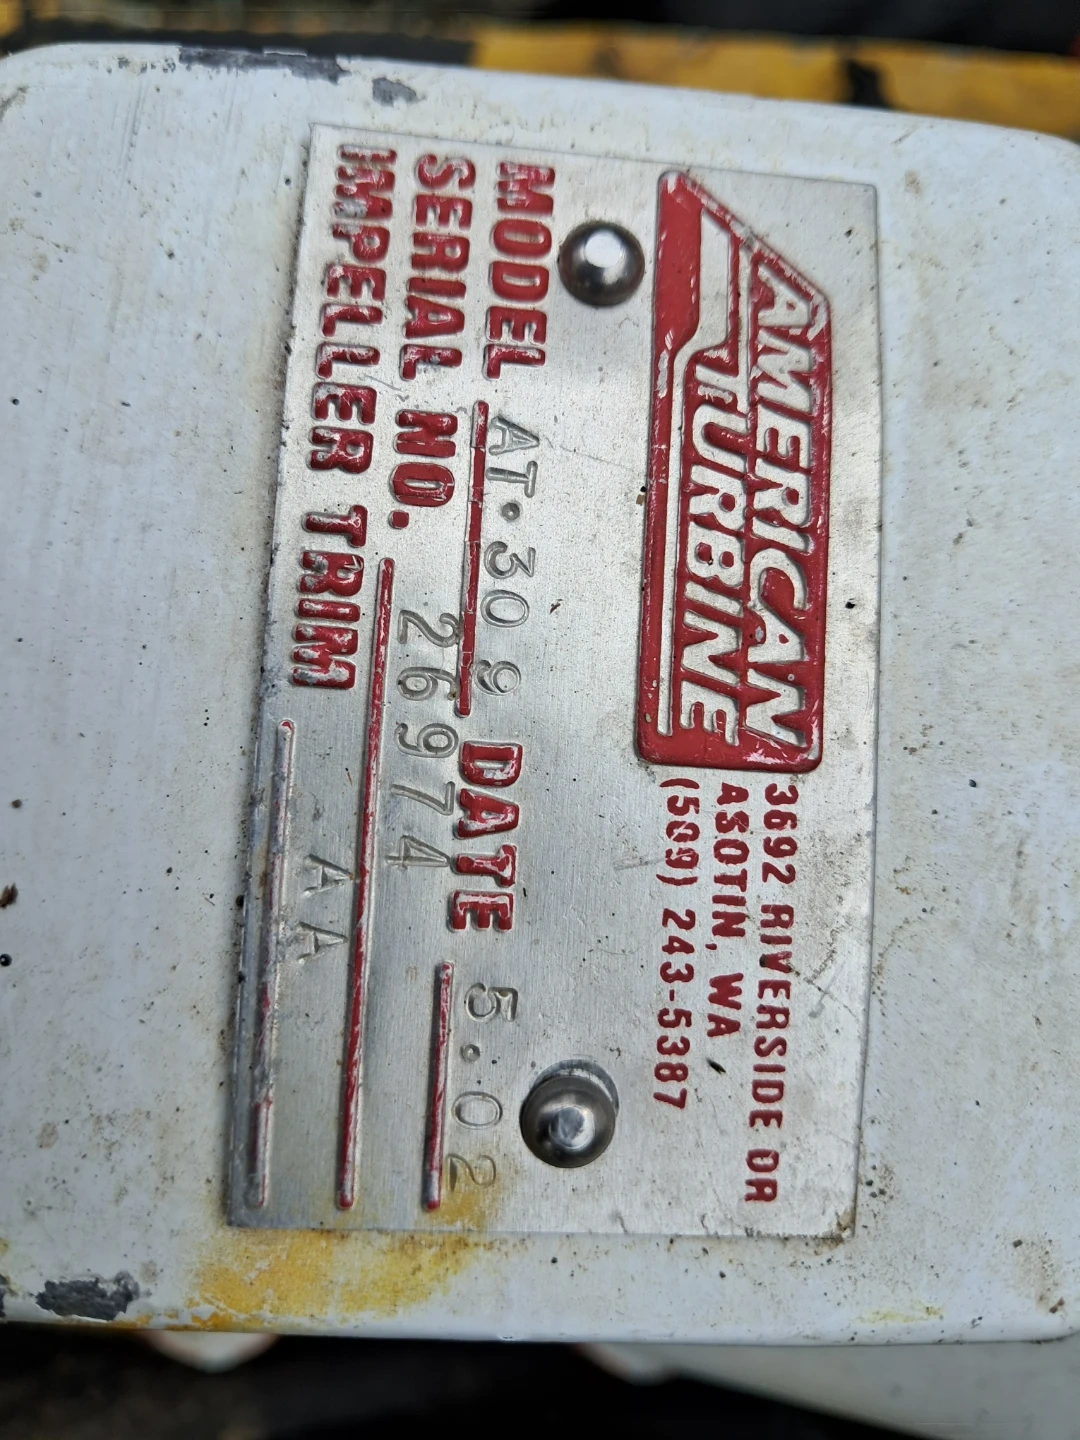 AMERICAN
TURBINE
3692 RIVERSIDE DR
ASOTIN, WA
(509) 243-5387
MODEL AT.309 DATE 5.02
SERIAL NO. 26974
IMPELLER TRIM AA